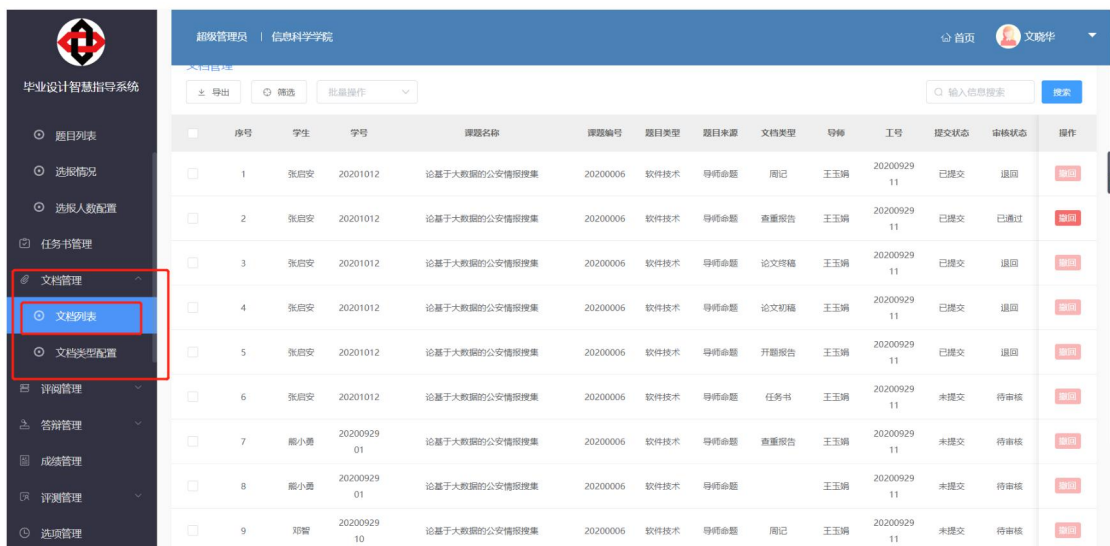 超级管理员 | 信息科学学院 首页 文晓华
毕业设计智慧指导系统
题目列表
选报情况
选报人数配置
任务书管理
文档管理
文档列表
文档类型配置
评阅管理
答辩管理
成绩管理
评测管理
选项管理
文档管理
导出 筛选 批量操作 输入信息搜索 搜索
序号 学生 学号 课题名称 课题编号 题目类型 题目来源 文档类型 导师 工号 提交状态 审核状态 操作
1 张启安 20201012 论基于大数据的公安情报搜集 20200006 软件技术 导师命题 周记 王玉娟 2020092911 已提交 退回 撤回
2 张启安 20201012 论基于大数据的公安情报搜集 20200006 软件技术 导师命题 查重报告 王玉娟 2020092911 已提交 已通过 撤回
3 张启安 20201012 论基于大数据的公安情报搜集 20200006 软件技术 导师命题 论文终稿 王玉娟 2020092911 已提交 退回 撤回
4 张启安 20201012 论基于大数据的公安情报搜集 20200006 软件技术 导师命题 论文初稿 王玉娟 2020092911 已提交 退回 撤回
5 张启安 20201012 论基于大数据的公安情报搜集 20200006 软件技术 导师命题 开题报告 王玉娟 2020092911 已提交 退回 撤回
6 张启安 20201012 论基于大数据的公安情报搜集 20200006 软件技术 导师命题 任务书 王玉娟 2020092911 未提交 待审核 撤回
7 熊小勇 2020092901 论基于大数据的公安情报搜集 20200006 软件技术 导师命题 查重报告 王玉娟 2020092911 未提交 待审核 撤回
8 熊小勇 2020092901 论基于大数据的公安情报搜集 20200006 软件技术 导师命题 王玉娟 2020092911 未提交 待审核 撤回
9 邓智 2020092910 论基于大数据的公安情报搜集 20200006 软件技术 导师命题 周记 王玉娟 2020092911 未提交 待审核 撤回